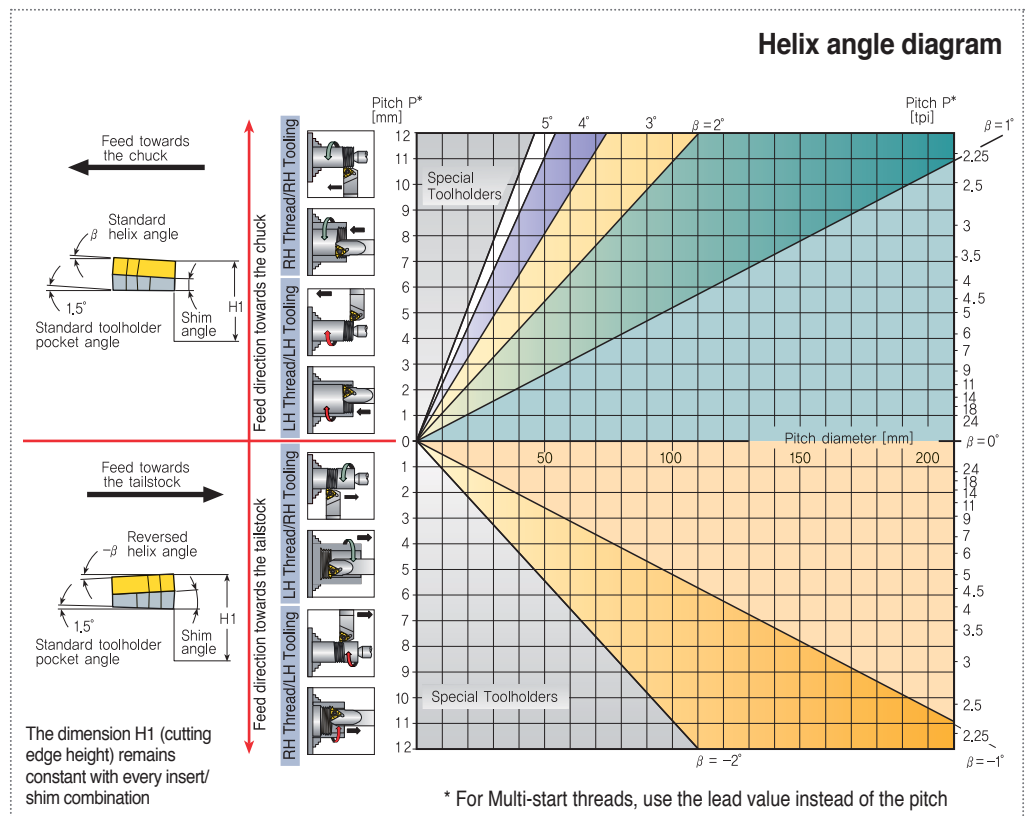 Helix angle diagram
Feed towards
the chuck
Standard
helix angle
β
1.5°
Standard toolholder
pocket angle
Shim
angle
H1
Feed direction towards the chuck
RH Thread/RH Tooling
LH Thread/LH Tooling
Pitch P*
[mm]
5°
4°
3°
β=2°
Pitch P*
[tpi]
β=1°
12
11
10
9
8
7
6
5
4
3
2
1
0
Special
Toolholders
2.25
2.5
3
3.5
4
4.5
5
6
7
9
11
14
18
24
Pitch diameter [mm]
β=0°
50
100
150
200
Feed towards
the tailstock
Reversed
helix angle
-β
1.5°
Standard toolholder
pocket angle
Shim
angle
H1
Feed direction towards the tailstock
LH Thread/RH Tooling
RH Thread/LH Tooling
1
2
3
4
5
6
7
8
9
10
11
12
Special Toolholders
24
18
14
11
9
7
6
5
4.5
4
3.5
3
2.5
2.25
β = -2°
β=-1°
The dimension H1 (cutting
edge height) remains
constant with every insert/
shim combination
* For Multi-start threads, use the lead value instead of the pitch